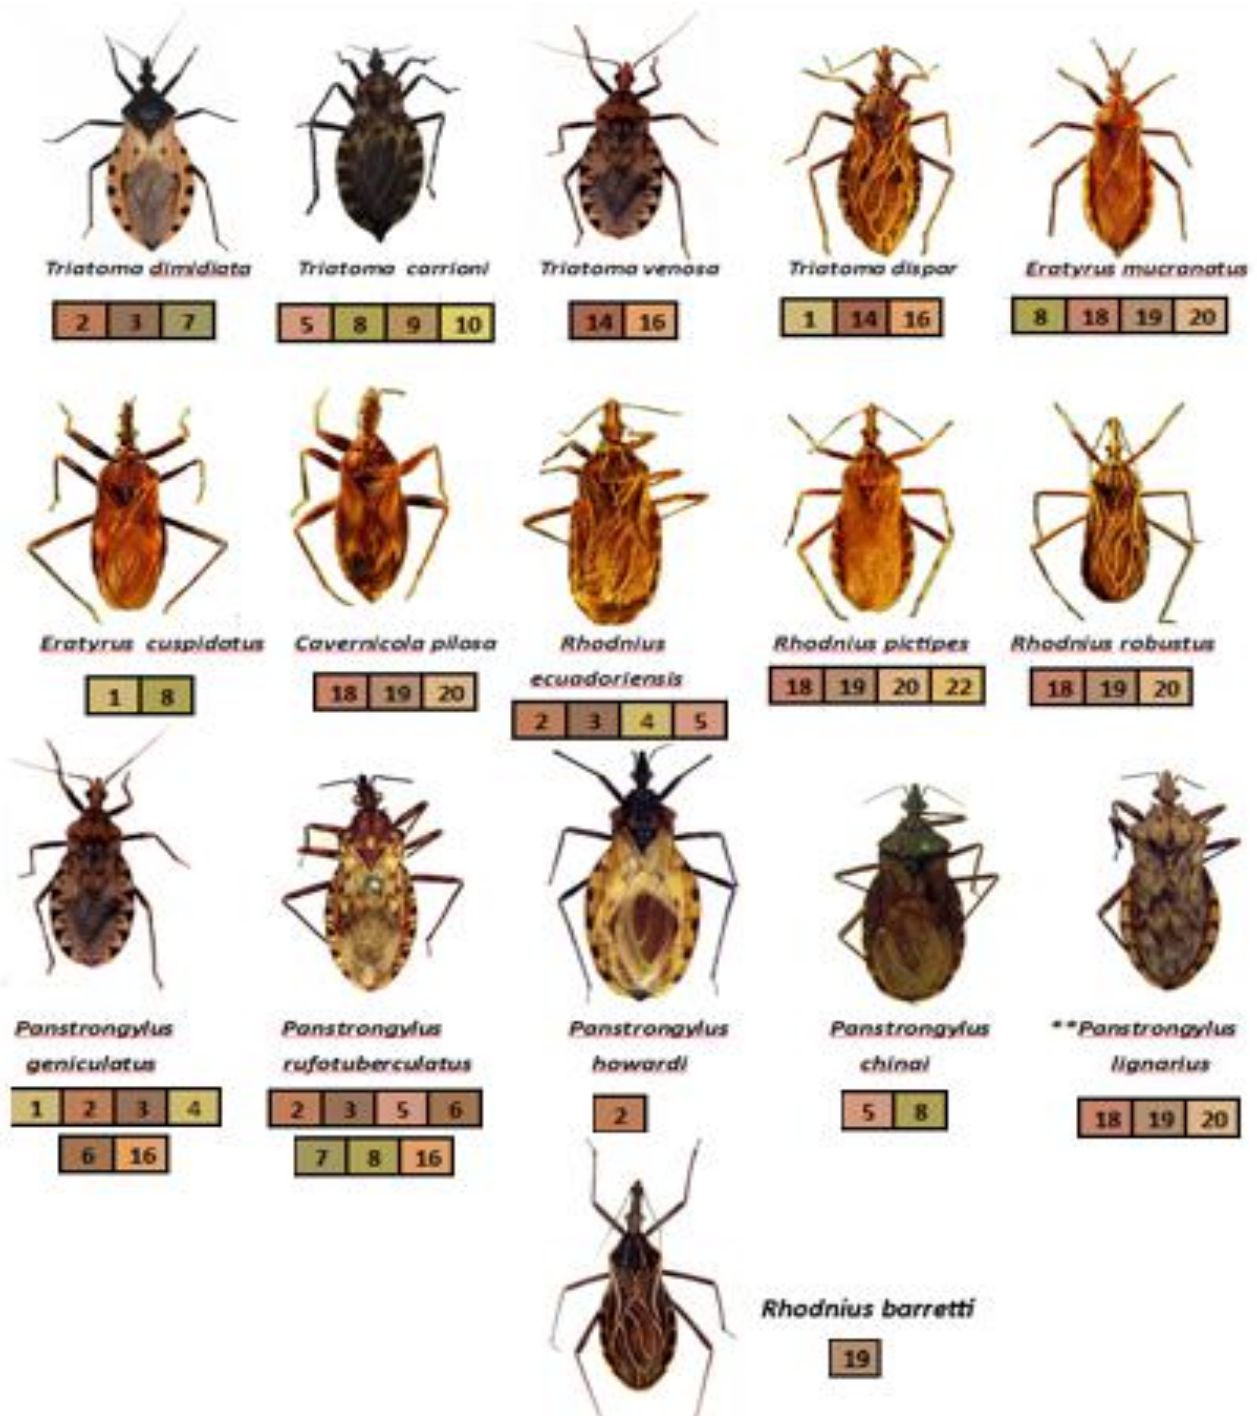 Triatoma dimidiata
Triatoma carrioni
Triatoma venosa
Triatoma dispar
Eratyrus mucronatus
2 3 7
5 8 9 10
14 16
1 14 16
8 18 19 20
Eratyrus cuspidatus
Cavernicola pilosa
Rhodnius
ecuadoriensis
Rhodnius pictipes
Rhodnius robustus
1 8
18 19 20
2 3 4 5
18 19 20 22
18 19 20
Panstrongylus
geniculatus
Panstrongylus
rufotuberculatus
Panstrongylus
howardi
Panstrongylus
chinai
**Panstrongylus
lignarius
1 2 3 4
6 16
2 3 5 6
7 8 16
2
5 8
18 19 20
Rhodnius barretti
19